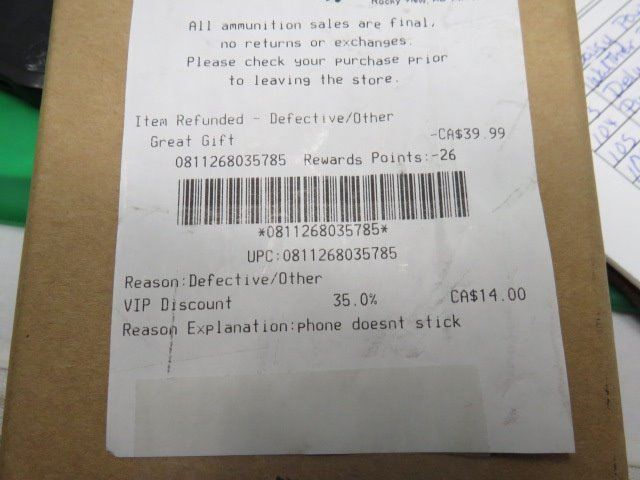 Rocky View,
All ammunition sales are final,
no returns or exchanges.
Please check your purchase prior
to leaving the store.
Item Refunded - Defective/Other
Great Gift -CA$39.99
0811268035785 Rewards Points:-26
*0811268035785*
UPC:0811268035785
Reason:Defective/Other
VIP Discount 35.0% CA$14.00
Reason Explanation:phone doesnt stick